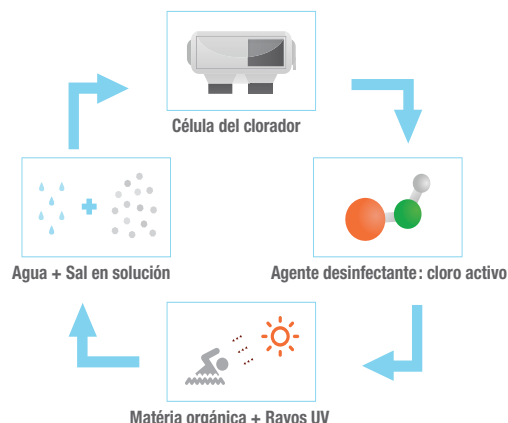 Célula del clorador
Agua + Sal en solución
Agente desinfectante: cloro activo
Matéria orgánica + Rayos UV